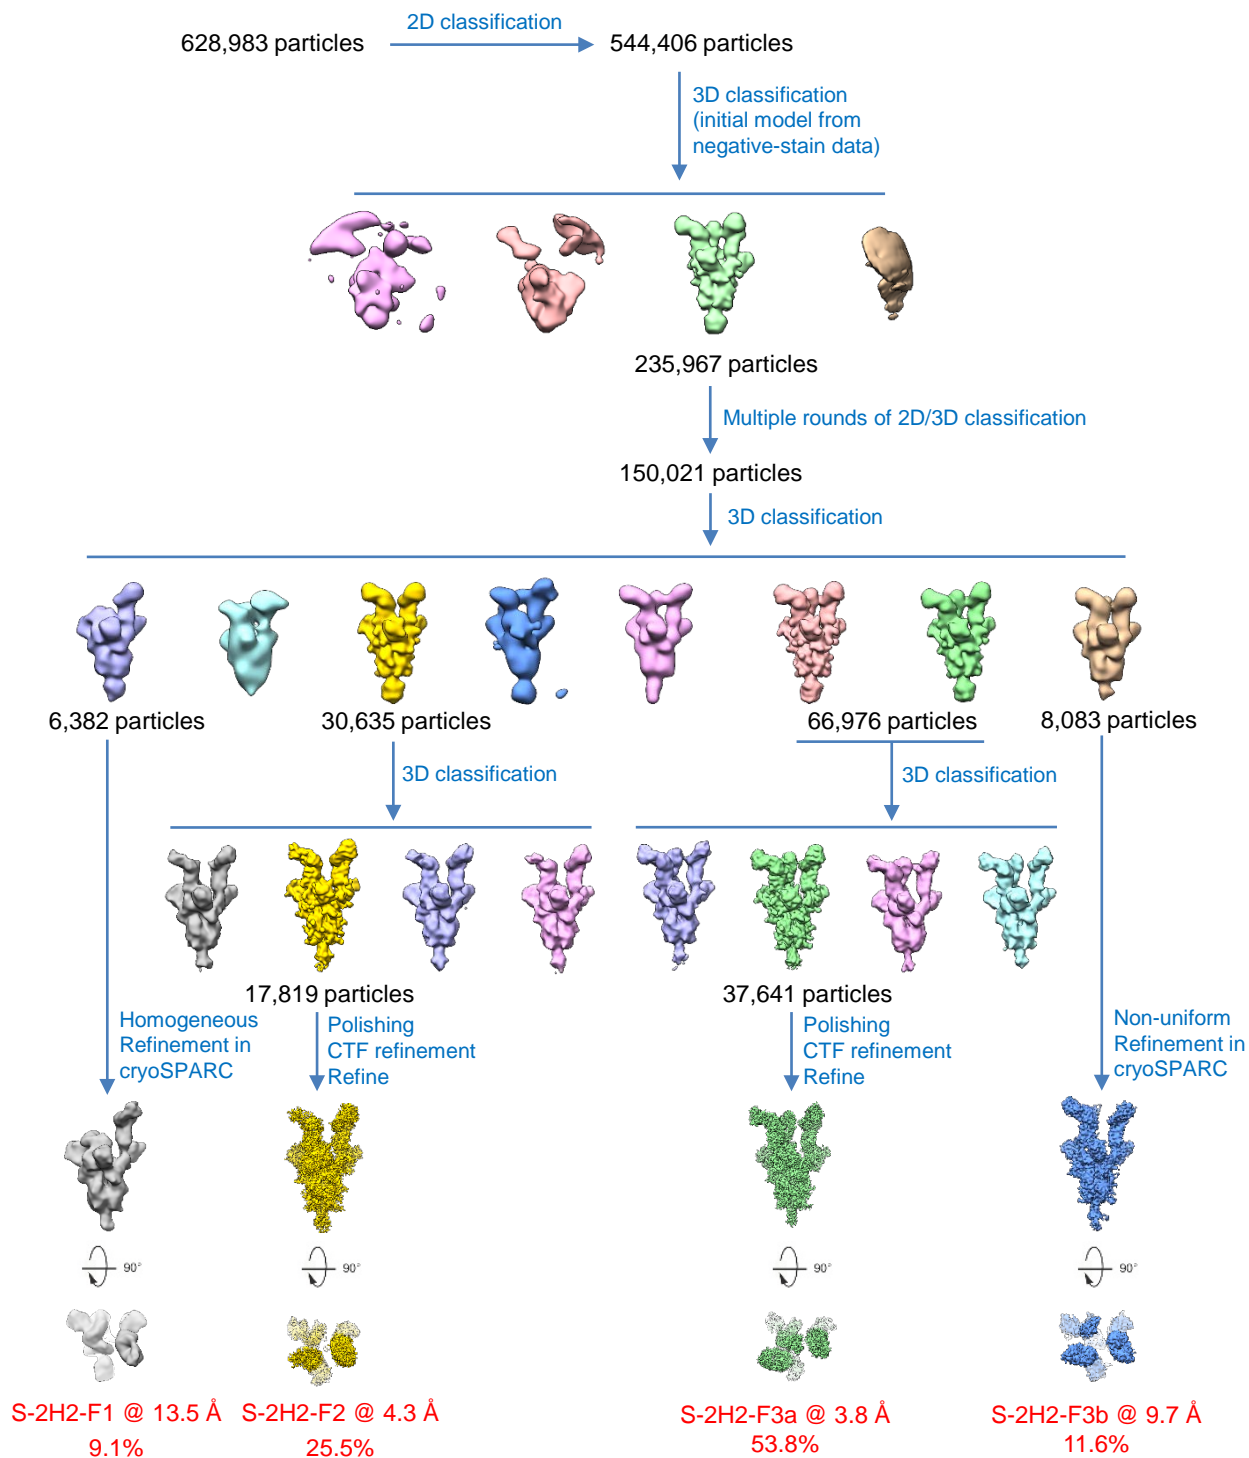 2D classification
628,983 particles
544,406 particles
3D classification
(initial model from
negative-stain data)
235,967 particles
Multiple rounds of 2D/3D classification
150,021 particles
3D classification
6,382 particles
30,635 particles
66,976 particles
8,083 particles
3D classification
3D classification
17,819 particles
37,641 particles
Homogeneous
Refinement in
cryoSPARC
Polishing
CTF refinement
Refine
Polishing
CTF refinement
Refine
Non-uniform
Refinement in
cryoSPARC
90°
90°
90°
90°
S-2H2-F1 @ 13.5 Å
9.1%
S-2H2-F2 @ 4.3 Å
25.5%
S-2H2-F3a @ 3.8 Å
53.8%
S-2H2-F3b @ 9.7 Å
11.6%